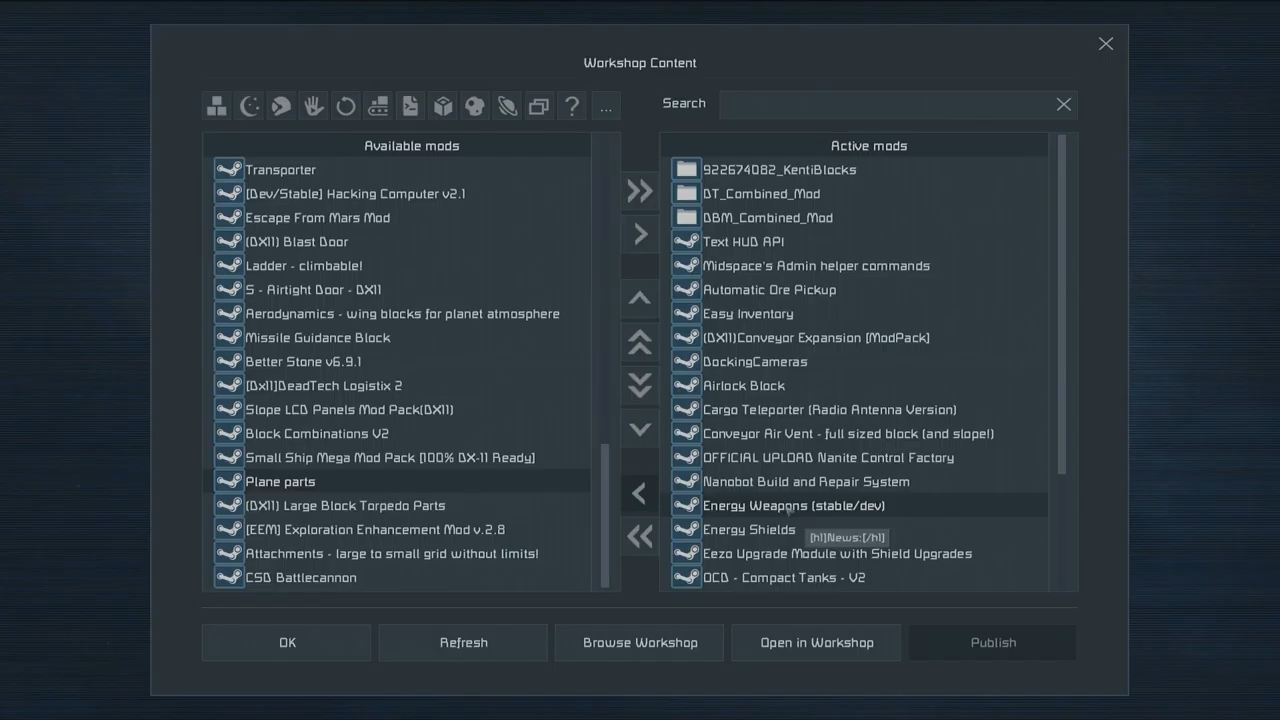 Workshop Content
?
...
Search
Available mods
Transporter
[Dev/Stable] Hacking Computer v2.1
Escape From Mars Mod
(DX11) Blast Door
Ladder - climbable!
S - Airtight Door - DX11
Aerodynamics - wing blocks for planet atmosphere
Missile Guidance Block
Better Stone v6.9.1
[Dx11]DeadTech Logistix 2
Slope LCD Panels Mod Pack(DX11)
Block Combinations V2
Small Ship Mega Mod Pack [100% DX-11 Ready]
Plane parts
(DX11) Large Block Torpedo Parts
[EEM] Exploration Enhancement Mod v.2.8
Attachments - large to small grid without limits!
CSD Battlecannon
Active mods
922674082_KentiBlocks
DT_Combined_Mod
DBM_Combined_Mod
Text HUD API
Midspace's Admin helper commands
Automatic Ore Pickup
Easy Inventory
(DX11)Conveyor Expansion [ModPack]
DockingCameras
Airlock Block
Cargo Teleporter (Radio Antenna Version)
Conveyor Air Vent - full sized block (and slope!)
OFFICIAL UPLOAD Nanite Control Factory
Nanobot Build and Repair System
Energy Weapons (stable/dev)
Energy Shields
[h1]News:[/h1]
Eezo Upgrade Module with Shield Upgrades
OCD - Compact Tanks - V2
OK
Refresh
Browse Workshop
Open in Workshop
Publish